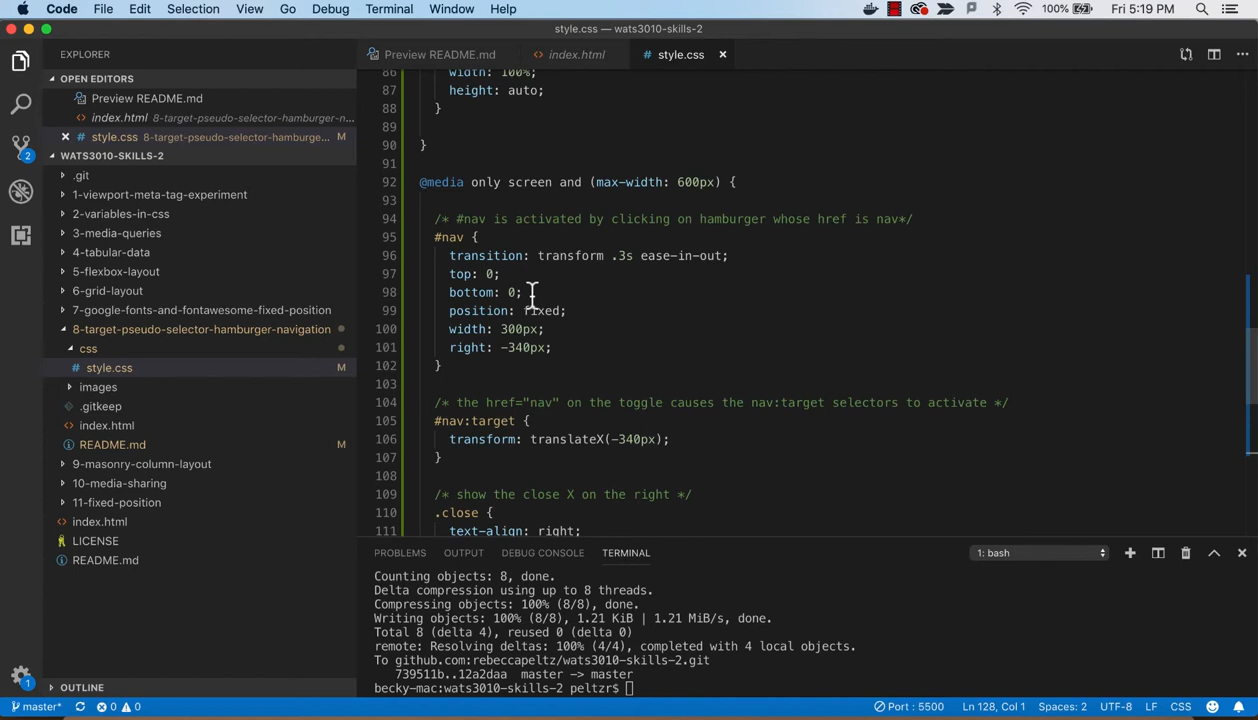 Code File Edit Selection View Go Debug Terminal Window Help 100% Fri 5:19 PM
style.css — wats3010-skills-2
EXPLORER
Preview README.md
index.html
style.css
OPEN EDITORS
Preview README.md
index.html 8-target-pseudo-selector-hamburger-n...
style.css 8-target-pseudo-selector-hamburge... M
WATS3010-SKILLS-2
.git
1-viewport-meta-tag-experiment
2-variables-in-css
3-media-queries
4-tabular-data
5-flexbox-layout
6-grid-layout
7-google-fonts-and-fontawesome-fixed-position
8-target-pseudo-selector-hamburger-navigation
css
style.css M
images
.gitkeep
index.html
README.md M
9-masonry-column-layout
10-media-sharing
11-fixed-position
index.html
LICENSE
README.md
OUTLINE
2
1
86 width: 100%;
87 height: auto;
88 }
89
90 }
91
92 @media only screen and (max-width: 600px) {
93
94 /* #nav is activated by clicking on hamburger whose href is nav*/
95 #nav {
96 transition: transform .3s ease-in-out;
97 top: 0;
98 bottom: 0;
99 position: fixed;
100 width: 300px;
101 right: -340px;
102 }
103
104 /* the href="nav" on the toggle causes the nav:target selectors to activate */
105 #nav:target {
106 transform: translateX(-340px);
107 }
108
109 /* show the close X on the right */
110 .close {
111 text-align: right;
PROBLEMS OUTPUT DEBUG CONSOLE TERMINAL 1: bash
Counting objects: 8, done.
Delta compression using up to 8 threads.
Compressing objects: 100% (8/8), done.
Writing objects: 100% (8/8), 1.21 KiB | 1.21 MiB/s, done.
Total 8 (delta 4), reused 0 (delta 0)
remote: Resolving deltas: 100% (4/4), completed with 4 local objects.
To github.com:rebeccapeltz/wats3010-skills-2.git
739511b..12a2daa master -> master
becky-mac:wats3010-skills-2 peltzr$
master* 0 0 Port : 5500 Ln 128, Col 1 Spaces: 2 UTF-8 LF CSS